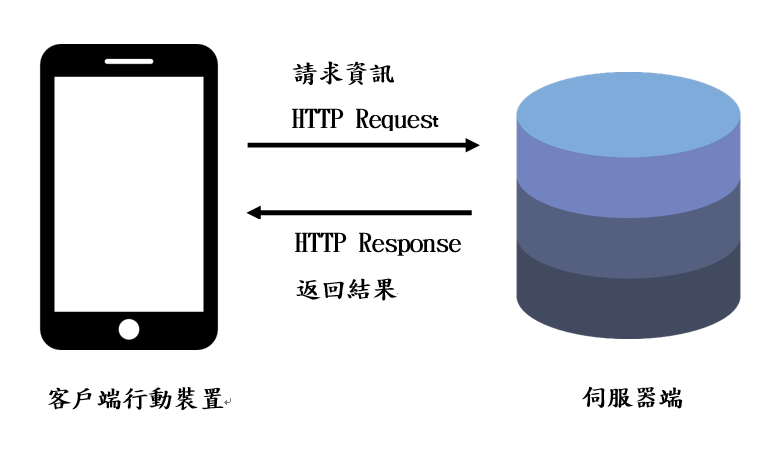 請求資訊
HTTP Request
HTTP Response
返回結果
客戶端行動裝置
伺服器端